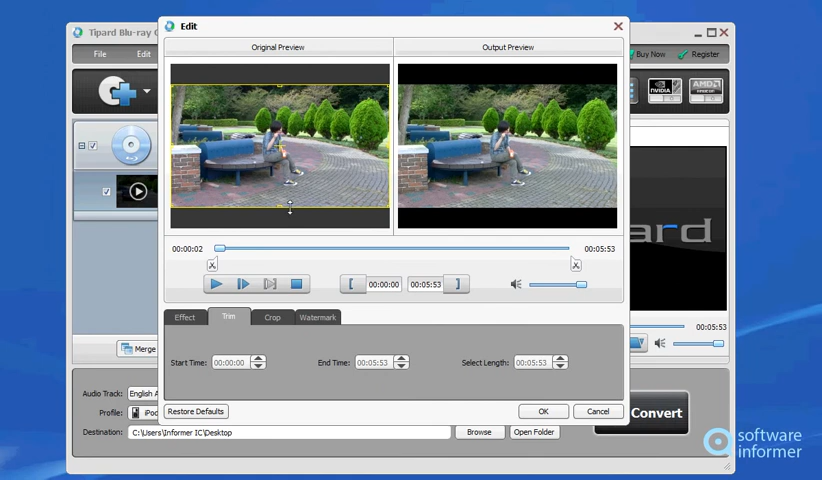 Tipard Blu-ray
Edit
File
Edit
Buy Now
Register
Original Preview
Output Preview
NVIDIA
AMD
00:00:02
00:05:53
00:00:00
00:05:53
00:05:53
Effect
Trim
Crop
Watermark
Merge
Start Time:
00:00:00
End Time:
00:05:53
Select Length:
00:05:53
Audio Track:
English
Profile:
Restore Defaults
OK
Cancel
Convert
Destination:
C:\Users\Informer IC\Desktop
Browse
Open Folder
software
informer